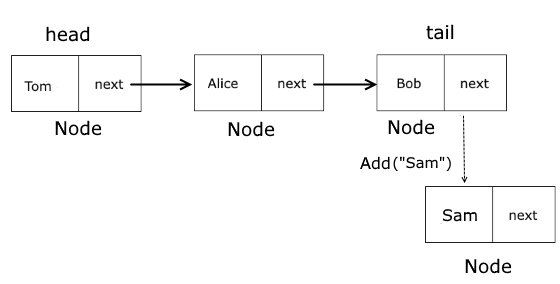 head
tail
Tom
next
Alice
next
Bob
next
Node
Node
Node
Add("Sam")
Sam
next
Node